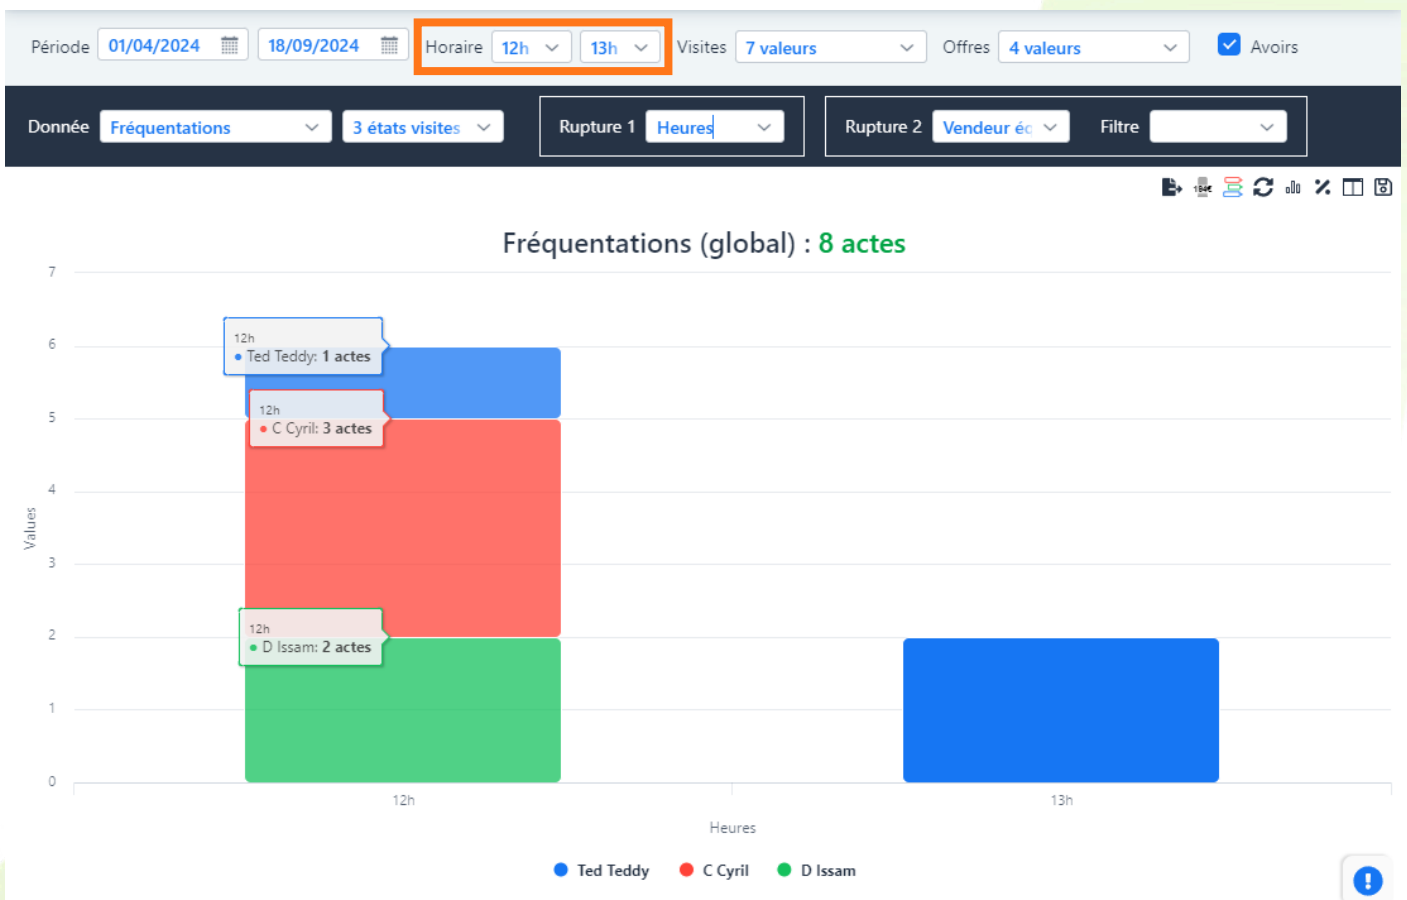 Période 01/04/2024 18/09/2024 Horaire 12h 13h Visites 7 valeurs Offres 4 valeurs Avoirs
Donnée Fréquentations 3 états visites Rupture 1 Heures Rupture 2 Vendeur éq Filtre
Fréquentations (global) : 8 actes
7
6
5
4
3
2
1
0
Values
12h
Ted Teddy: 1 actes
12h
C Cyril: 3 actes
12h
D Issam: 2 actes
12h 13h
Heures
Ted Teddy C Cyril D Issam